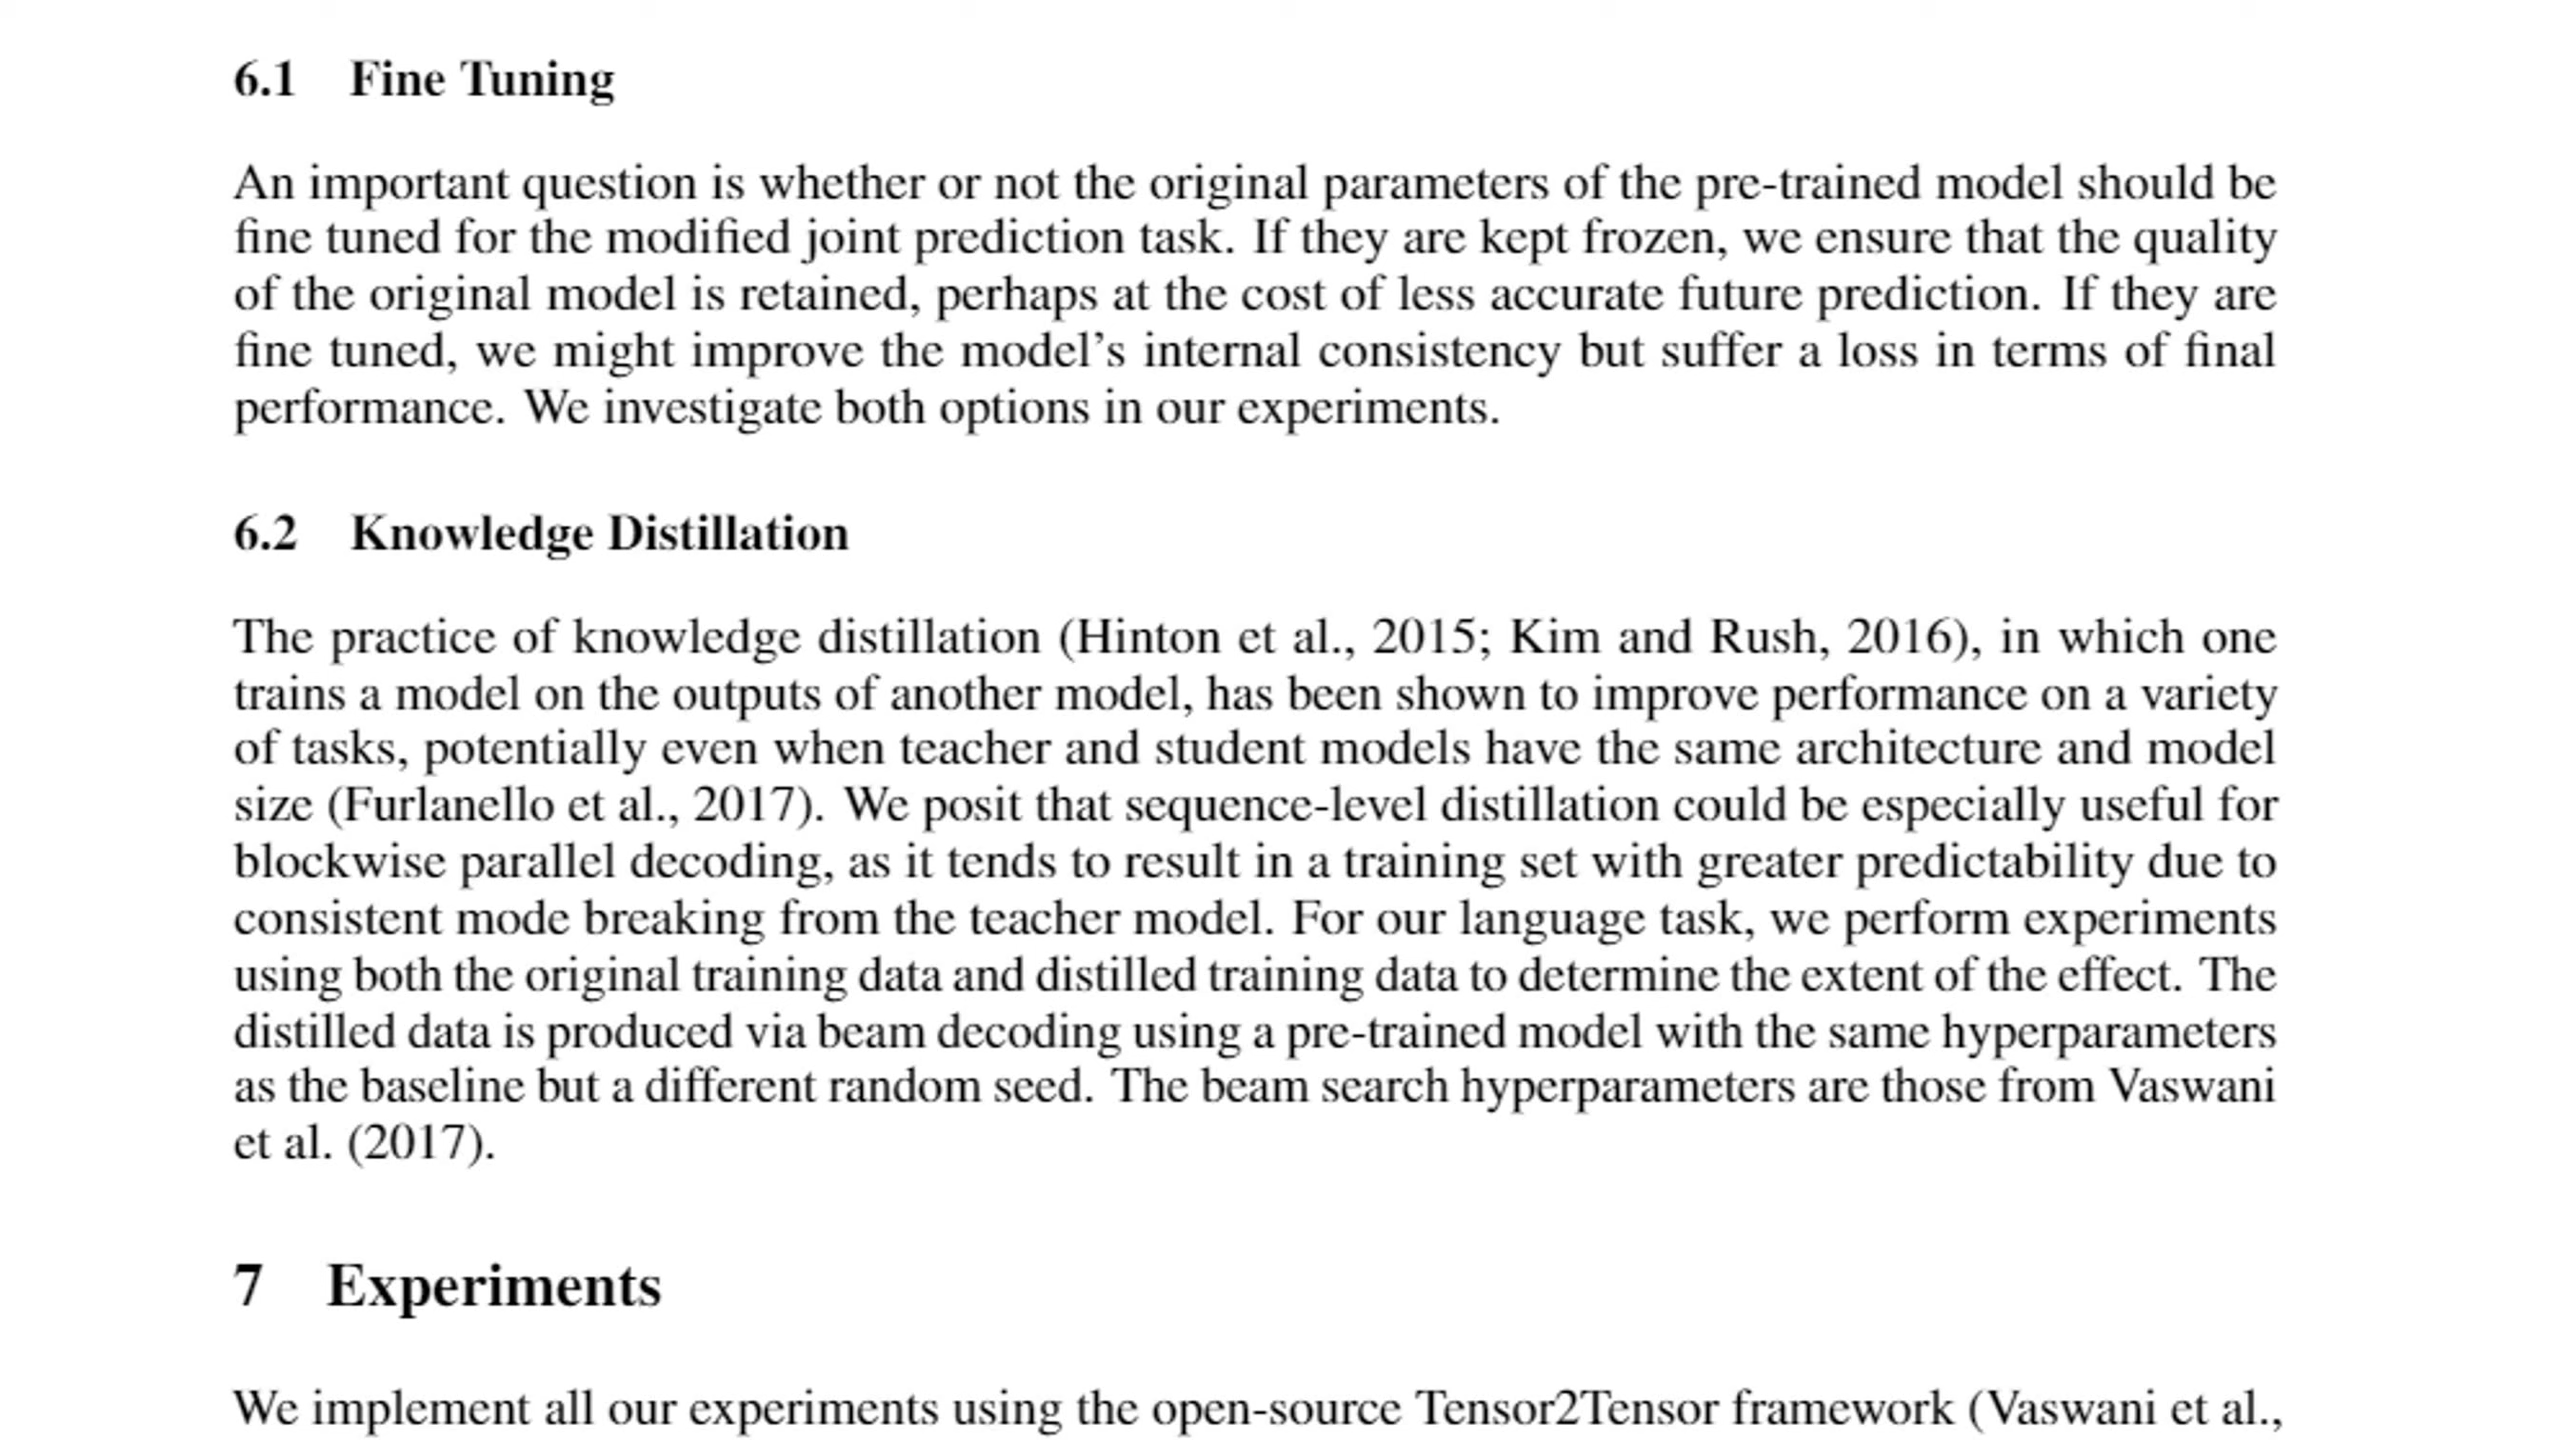 6.1 Fine Tuning
An important question is whether or not the original parameters of the pre-trained model should be
fine tuned for the modified joint prediction task. If they are kept frozen, we ensure that the quality
of the original model is retained, perhaps at the cost of less accurate future prediction. If they are
fine tuned, we might improve the model's internal consistency but suffer a loss in terms of final
performance. We investigate both options in our experiments.
6.2 Knowledge Distillation
The practice of knowledge distillation (Hinton et al., 2015; Kim and Rush, 2016), in which one
trains a model on the outputs of another model, has been shown to improve performance on a variety
of tasks, potentially even when teacher and student models have the same architecture and model
size (Furlanello et al., 2017). We posit that sequence-level distillation could be especially useful for
blockwise parallel decoding, as it tends to result in a training set with greater predictability due to
consistent mode breaking from the teacher model. For our language task, we perform experiments
using both the original training data and distilled training data to determine the extent of the effect. The
distilled data is produced via beam decoding using a pre-trained model with the same hyperparameters
as the baseline but a different random seed. The beam search hyperparameters are those from Vaswani
et al. (2017).
7 Experiments
We implement all our experiments using the open-source Tensor2Tensor framework (Vaswani et al.,